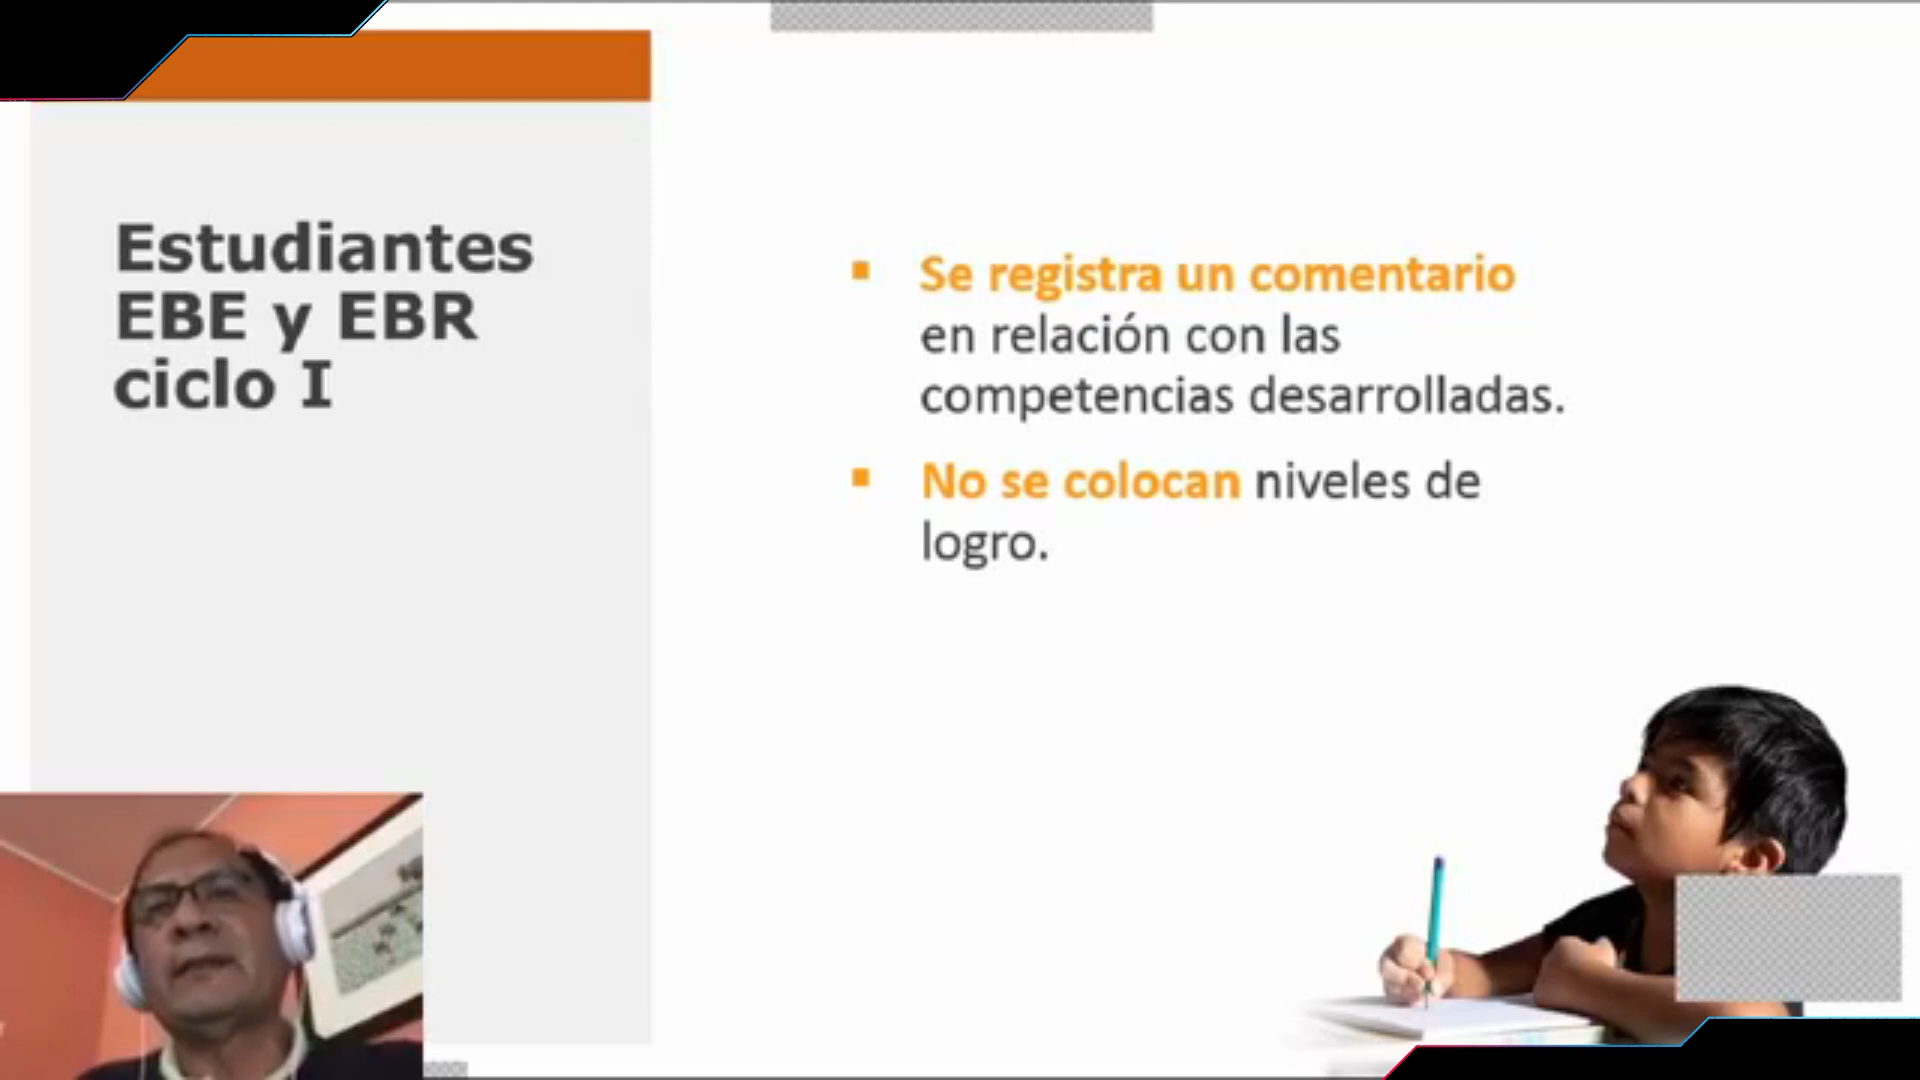 Estudiantes
EBE y EBR
ciclo I
Se registra un comentario
en relación con las
competencias desarrolladas.
No se colocan niveles de
logro.